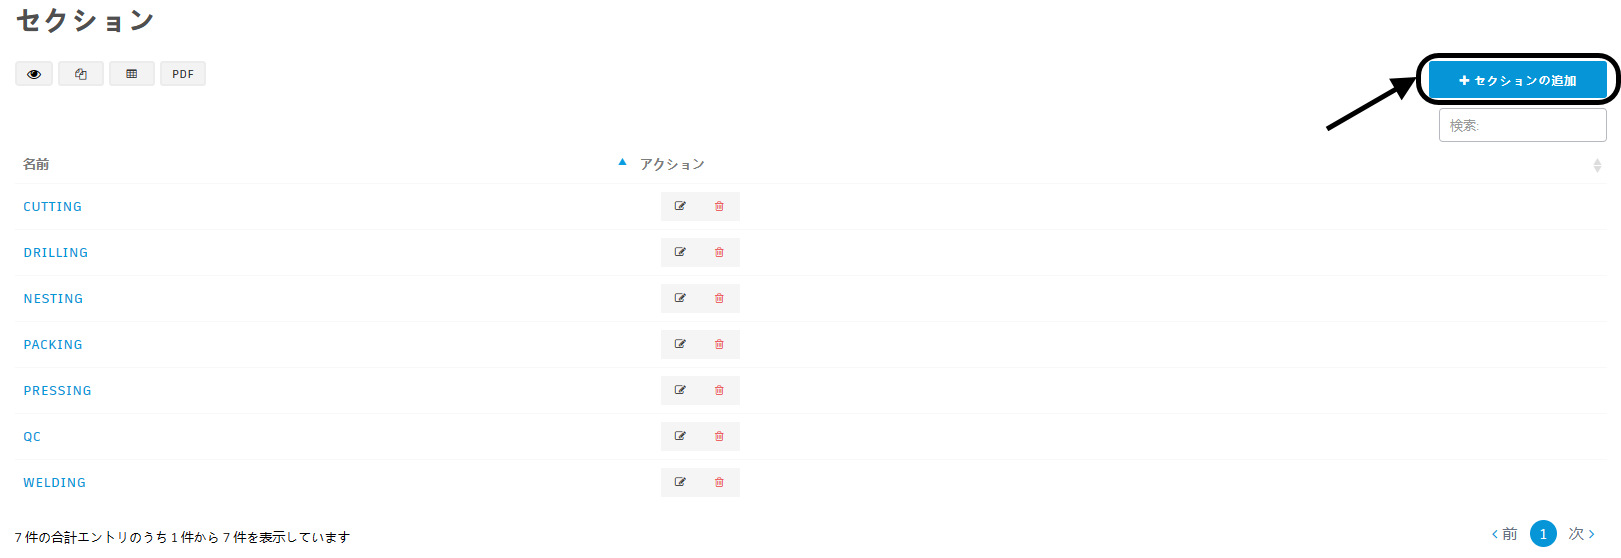 セクション
PDF
セクションの追加
検索:
名前 アクション
CUTTING
DRILLING
NESTING
PACKING
PRESSING
QC
WELDING
7 件の合計エントリのうち 1 件から 7 件を表示しています
前 1 次